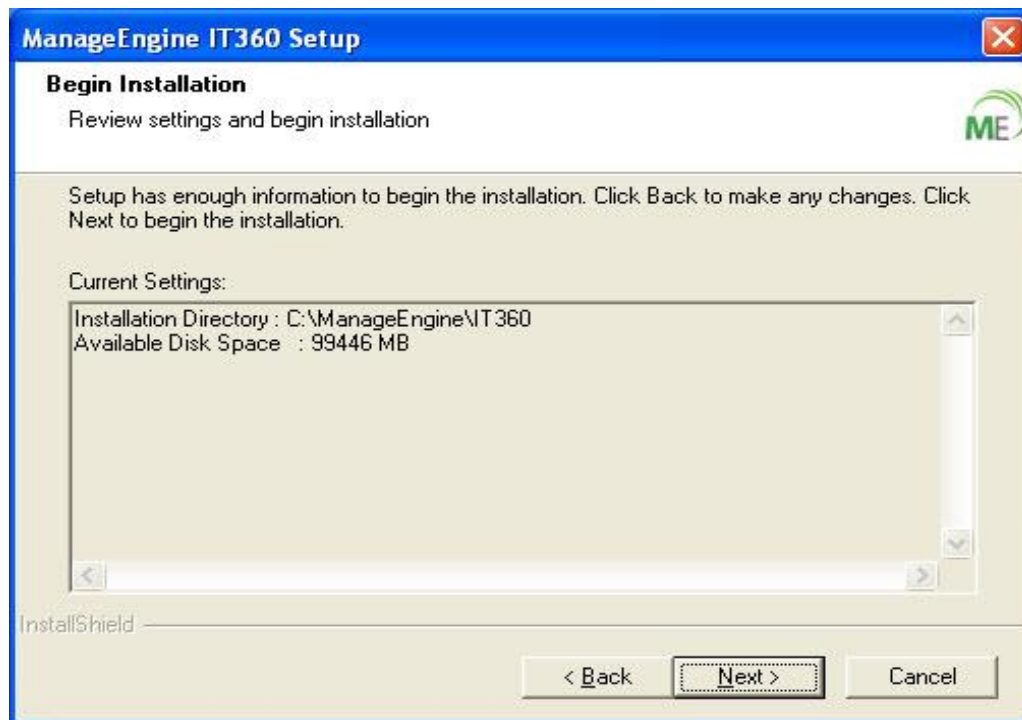 ManageEngine IT360 Setup
Begin Installation
Review settings and begin installation
ME
Setup has enough information to begin the installation. Click Back to make any changes. Click
Next to begin the installation.
Current Settings:
Installation Directory : C:\ManageEngine\IT360
Available Disk Space : 99446 MB
InstallShield
< Back
Next >
Cancel